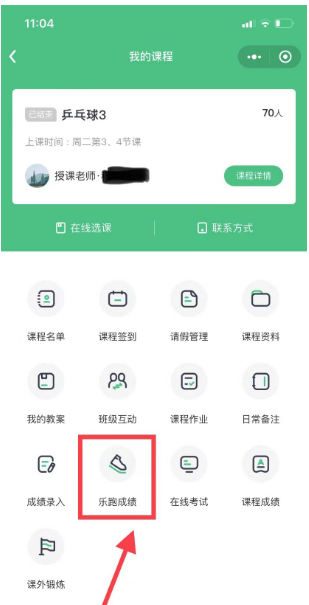 11:04
我的课程
已结束 乒乓球3 70人
上课时间：周二第3、4节课
授课老师· 课程详情
在线选课 联系方式
课程名单 课程签到 请假管理 课程资料
我的教案 班级互动 课程作业 日常备注
成绩录入 乐跑成绩 在线考试 课程成绩
课外锻炼